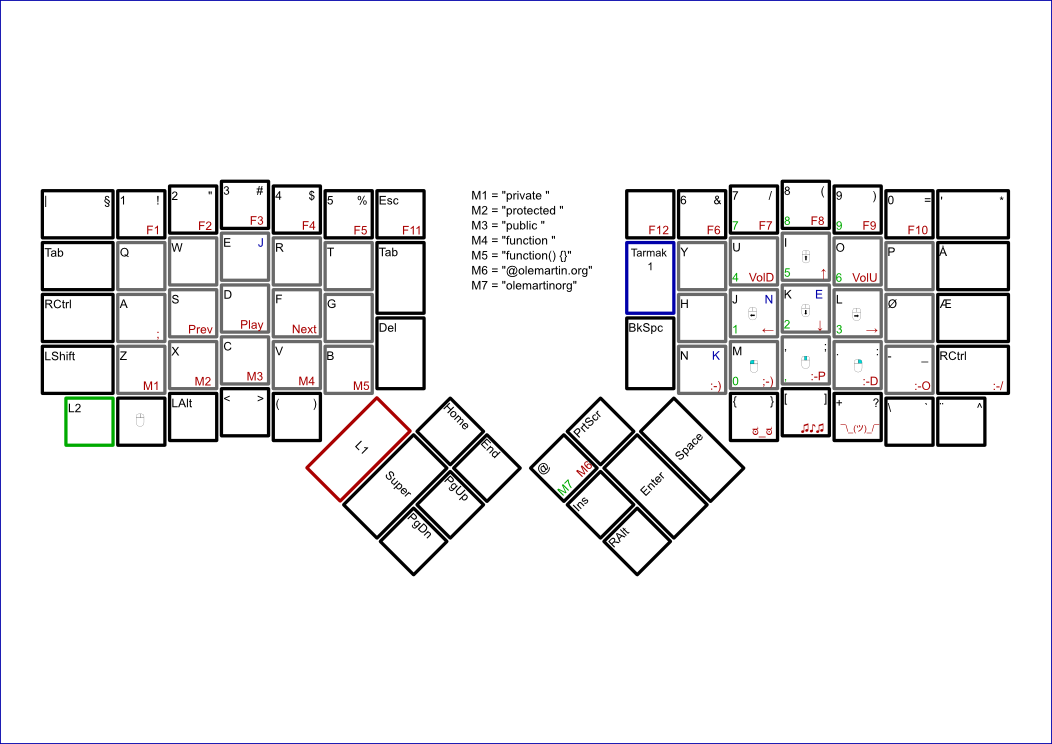 | §
1 !
F1
2 "
F2
3 #
F3
4 $
F4
5 %
F5
Esc
F11
Tab
Q
W
E J
R
T
Tab
RCtrl
A
;
S
Prev
D
Play
F
Next
G
Del
LShift
Z
M1
X
M2
C
M3
V
M4
B
M5
L2
LAlt
< >
( )
L1
Super
Home
End
PgUp
PgDn
M1 = "private "
M2 = "protected "
M3 = "public "
M4 = "function "
M5 = "function() {}"
M6 = "@olemartin.org"
M7 = "olemartinorg"
F12
6 &
F6
7 /
7 F7
8 (
8 F8
9 )
9 F9
0 =
F10
' *
Tarmak
1
Y
U
4 VolD
I
5 ↑
O
6 VolU
P
Å
BkSpc
H
J N
1 ←
K E
2 ↓
L
3 →
Ø
Æ
N K
:-)
M
0 ;-)
, ;
. :-P
. :
:-D
- _
:-O
RCtrl
:-/
{ }
ಠ_ಠ
[ ]
♫♪♫
+ ?
¯\_(ツ)_/¯
\ `
¨ ^
PrtScr
@
M7 M6
Ins
RAlt
Enter
Space